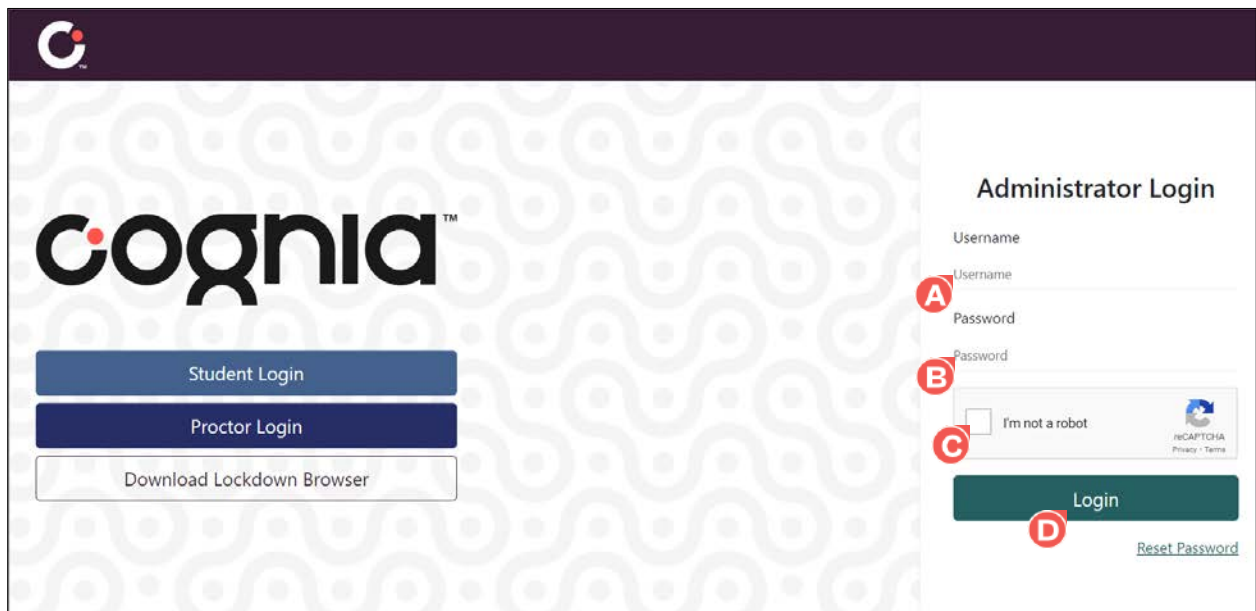 cognia™
Student Login
Proctor Login
Download Lockdown Browser
Administrator Login
Username
Username
A
Password
Password
B
I'm not a robot
reCAPTCHA
Privacy - Terms
C
Login
D
Reset Password